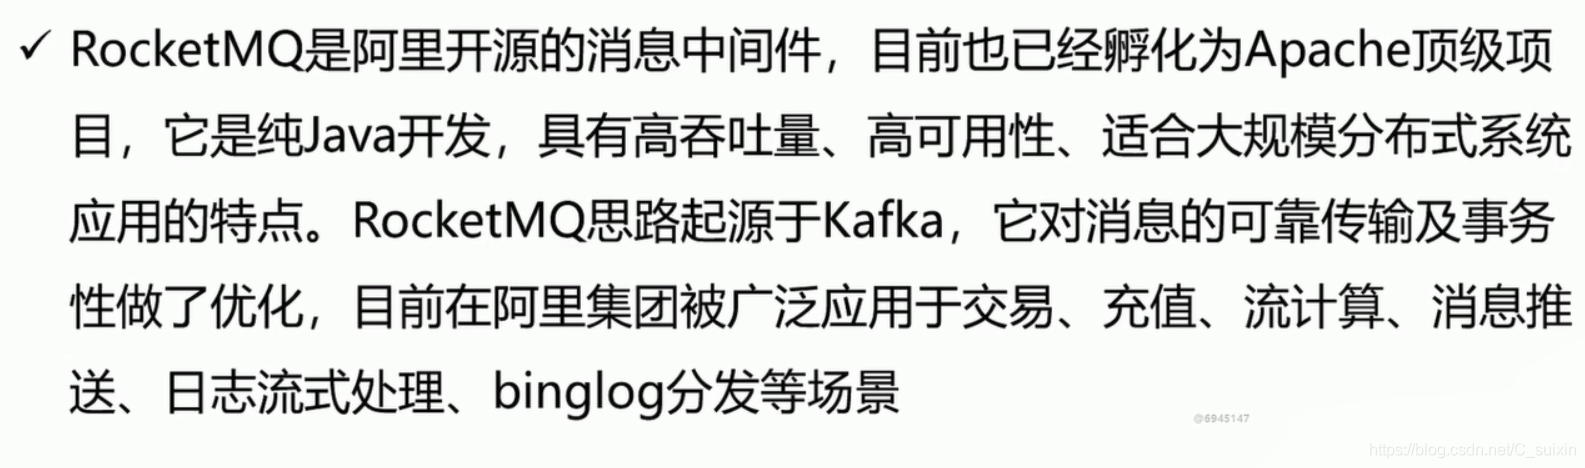 ✓ RocketMQ是阿里开源的消息中间件，目前也已经孵化为Apache顶级项
目，它是纯Java开发，具有高吞吐量、高可用性、适合大规模分布式系统
应用的特点。RocketMQ思路起源于Kafka，它对消息的可靠传输及事务
性做了优化，目前在阿里集团被广泛应用于交易、充值、流计算、消息推
送、日志流式处理、binglog分发等场景
@6945147
https://blog.csdn.net/C_suixin